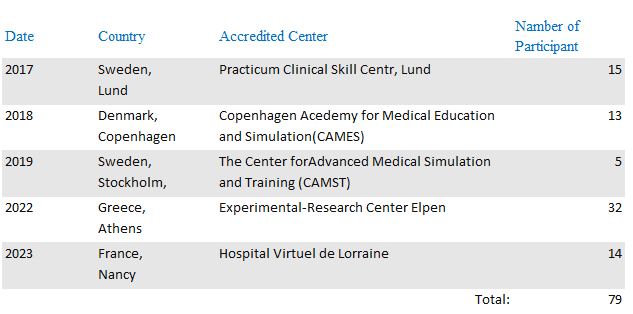 Date Country Accredited Center Namber of
Participant
2017 Sweden, Practicum Clinical Skill Centr, Lund 15
Lund
2018 Denmark, Copenhagen Acedemy for Medical Education 13
Copenhagen and Simulation(CAMES)
2019 Sweden, The Center forAdvanced Medical Simulation 5
Stockholm, and Training (CAMST)
2022 Greece, Experimental-Research Center Elpen 32
Athens
2023 France, Hospital Virtuel de Lorraine 14
Nancy
Total: 79